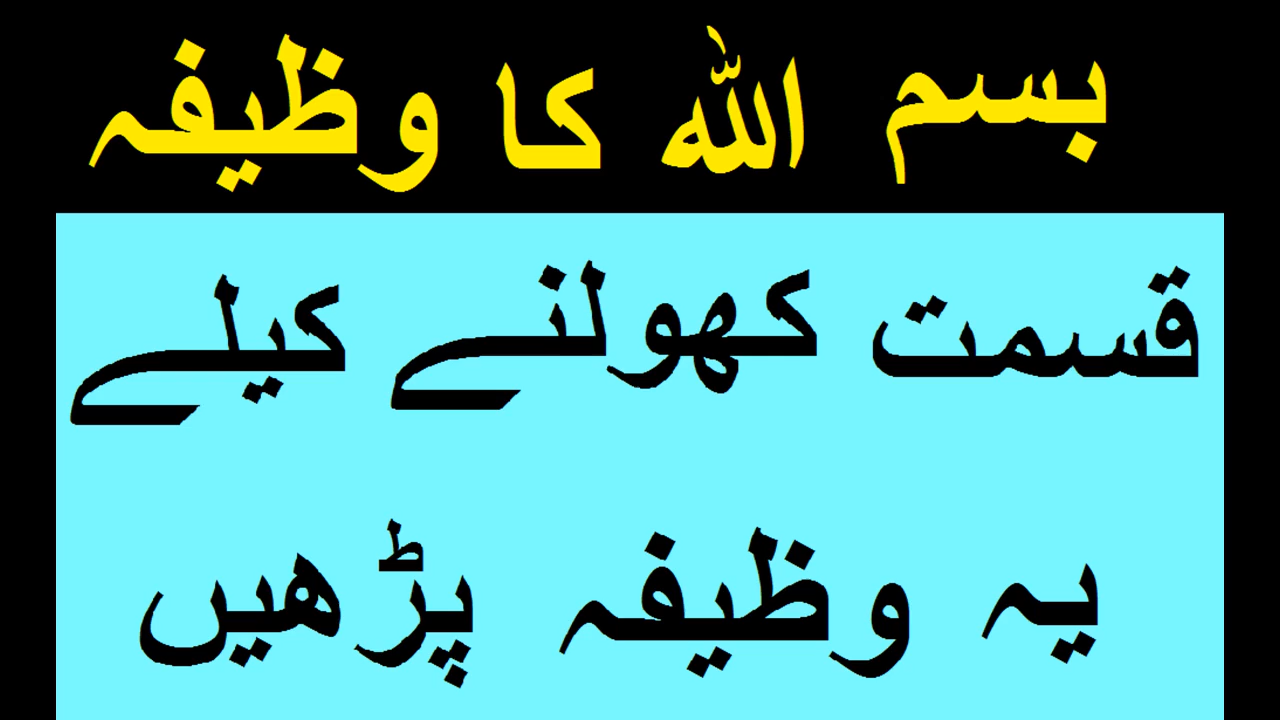 بسم اللہ کا وظیفہ
قسمت کھولنے کیلے
یہ وظیفہ پڑھیں